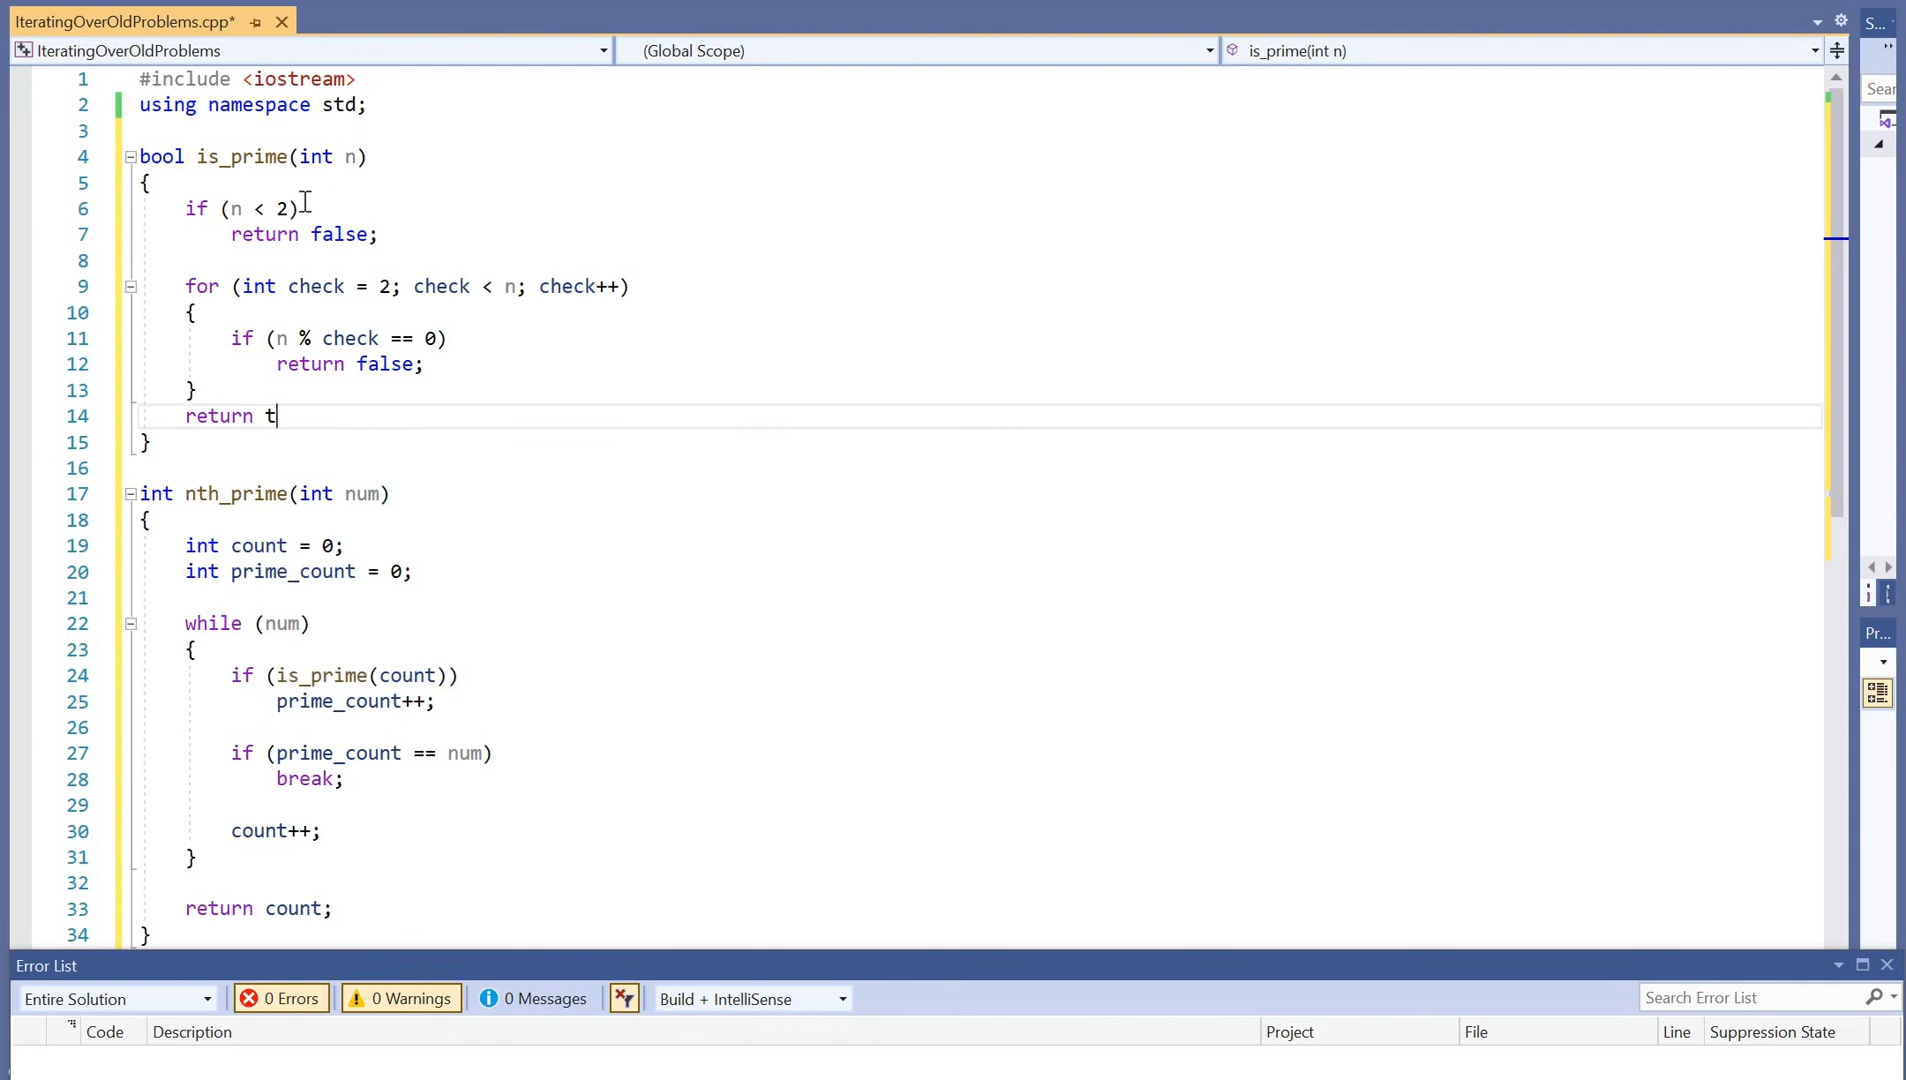 IteratingOverOldProblems.cpp*
S...
IteratingOverOldProblems
(Global Scope)
is_prime(int n)
Sear
1 #include <iostream>
2 using namespace std;
3
4 bool is_prime(int n)
5 {
6 if (n < 2)
7 return false;
8
9 for (int check = 2; check < n; check++)
10 {
11 if (n % check == 0)
12 return false;
13 }
14 return t
15 }
16
17 int nth_prime(int num)
18 {
19 int count = 0;
20 int prime_count = 0;
21
22 while (num)
23 {
24 if (is_prime(count))
25 prime_count++;
26
27 if (prime_count == num)
28 break;
29
30 count++;
31 }
32
33 return count;
34 }
Pr...
Error List
Entire Solution
0 Errors
0 Warnings
0 Messages
Build + IntelliSense
Search Error List
Code
Description
Project
File
Line
Suppression State